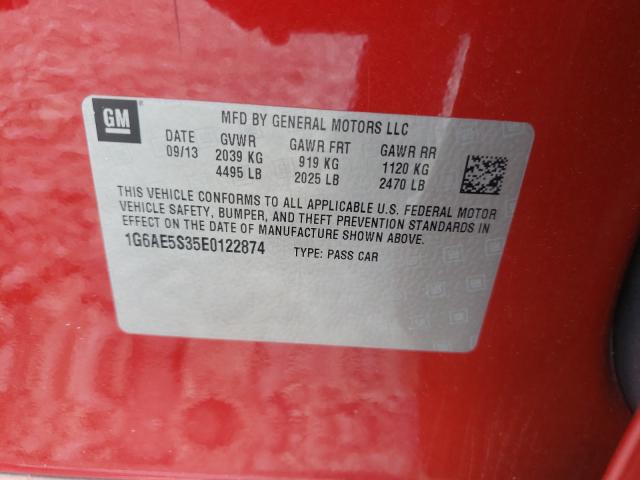 GM
MFD BY GENERAL MOTORS LLC
DATE GVWR GAWR FRT GAWR RR
09/13 2039 KG 919 KG 1120 KG
4495 LB 2025 LB 2470 LB
THIS VEHICLE CONFORMS TO ALL APPLICABLE U.S. FEDERAL MOTOR
VEHICLE SAFETY, BUMPER, AND THEFT PREVENTION STANDARDS IN
EFFECT ON THE DATE OF MANUFACTURE SHOWN ABOVE.
1G6AE5S35E0122874 TYPE: PASS CAR